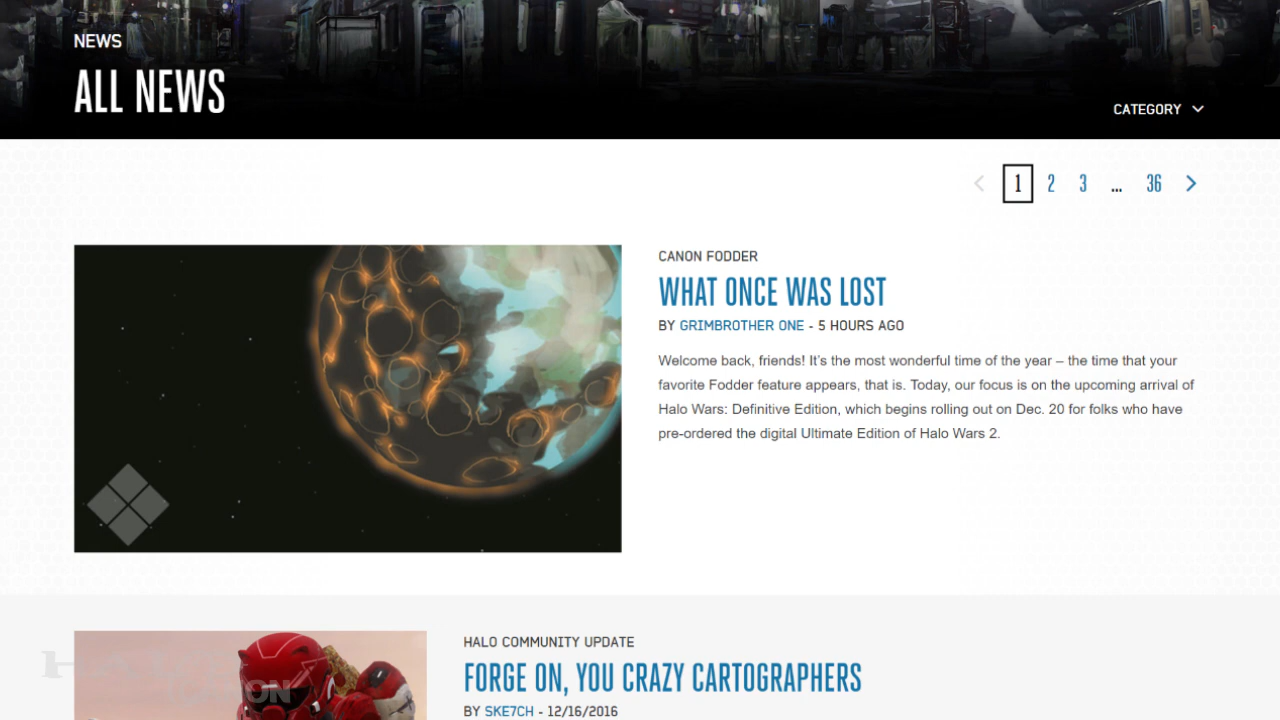 NEWS
ALL NEWS
CATEGORY
1 2 3 ... 36
CANON FODDER
WHAT ONCE WAS LOST
BY GRIMBROTHER ONE - 5 HOURS AGO
Welcome back, friends! It's the most wonderful time of the year – the time that your
favorite Fodder feature appears, that is. Today, our focus is on the upcoming arrival of
Halo Wars: Definitive Edition, which begins rolling out on Dec. 20 for folks who have
pre-ordered the digital Ultimate Edition of Halo Wars 2.
HALO COMMUNITY UPDATE
FORGE ON, YOU CRAZY CARTOGRAPHERS
BY SKE7CH - 12/16/2016